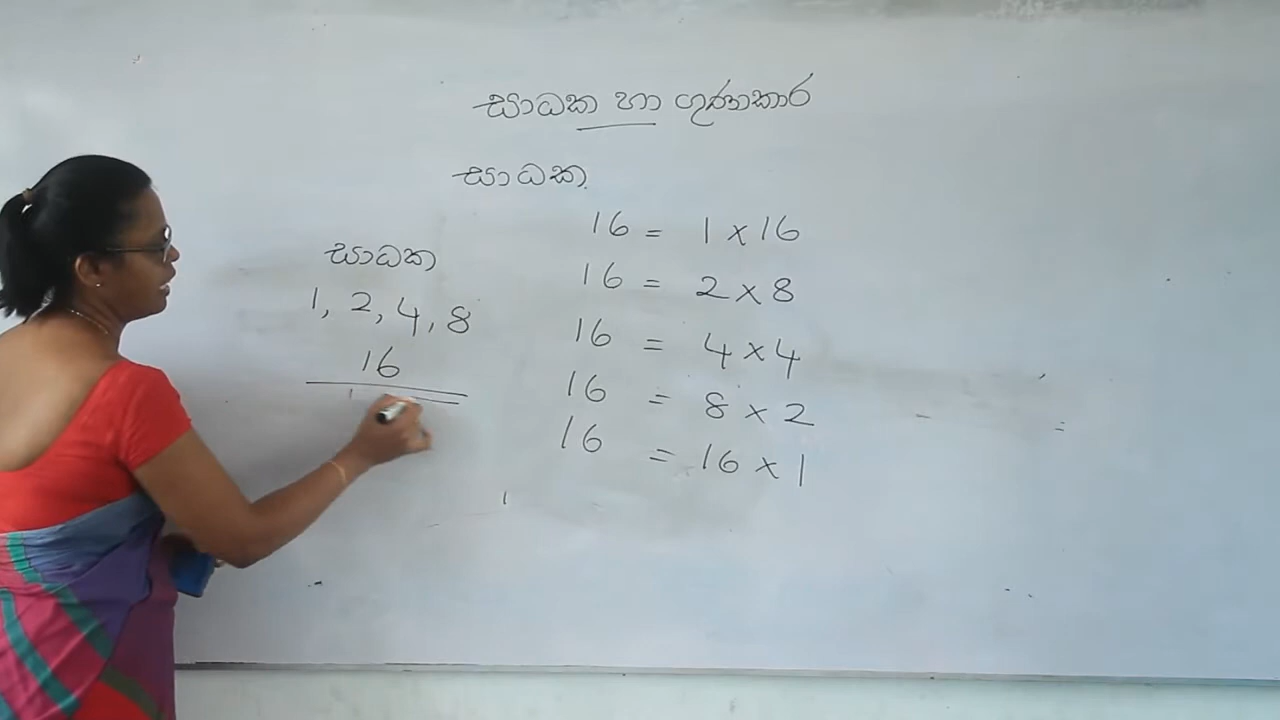 සාධක හා ගුණාකාර
සාධක
සාධක
1, 2, 4, 8
16
16 = 1 x 16
16 = 2 x 8
16 = 4 x 4
16 = 8 x 2
16 = 16 x 1